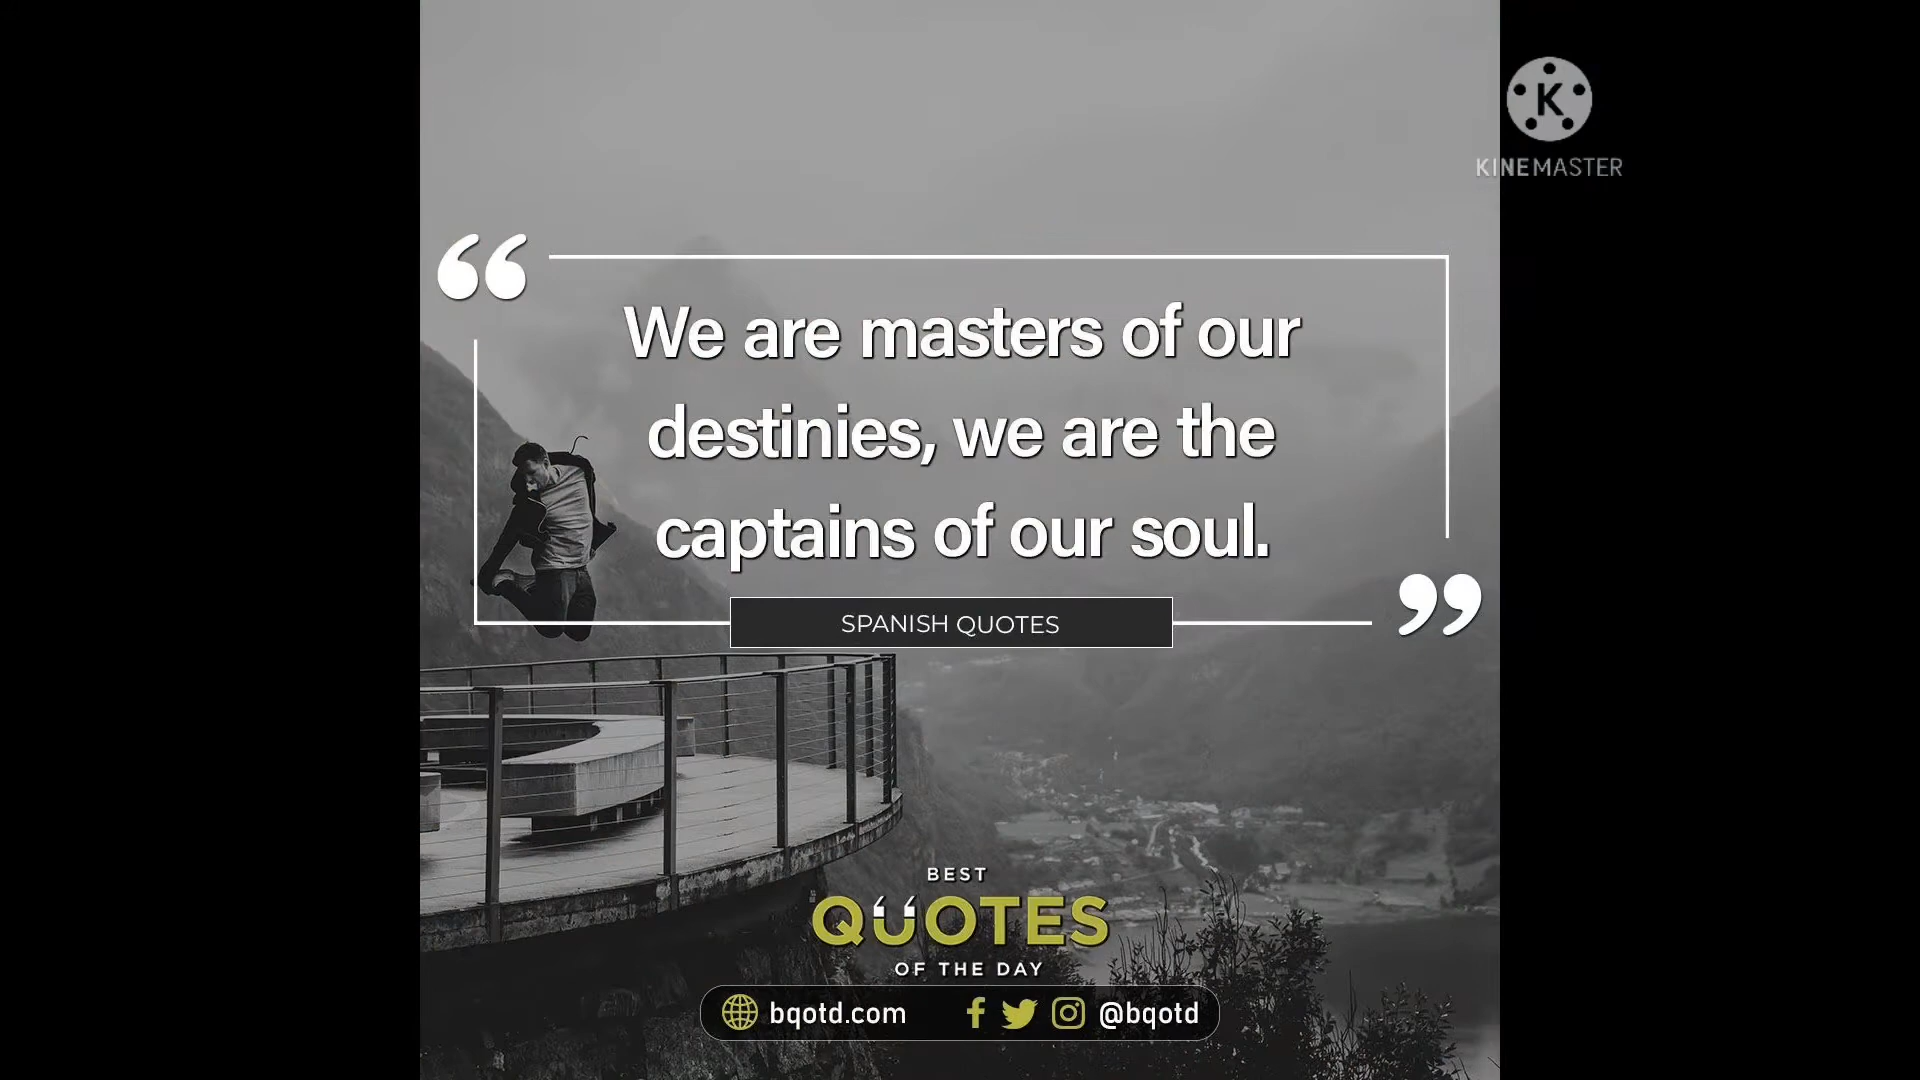 K
KINEMASTER
“
We are masters of our
destinies, we are the
captains of our soul.
”
SPANISH QUOTES
BEST
QUOTES
OF THE DAY
bqotd.com @bqotd